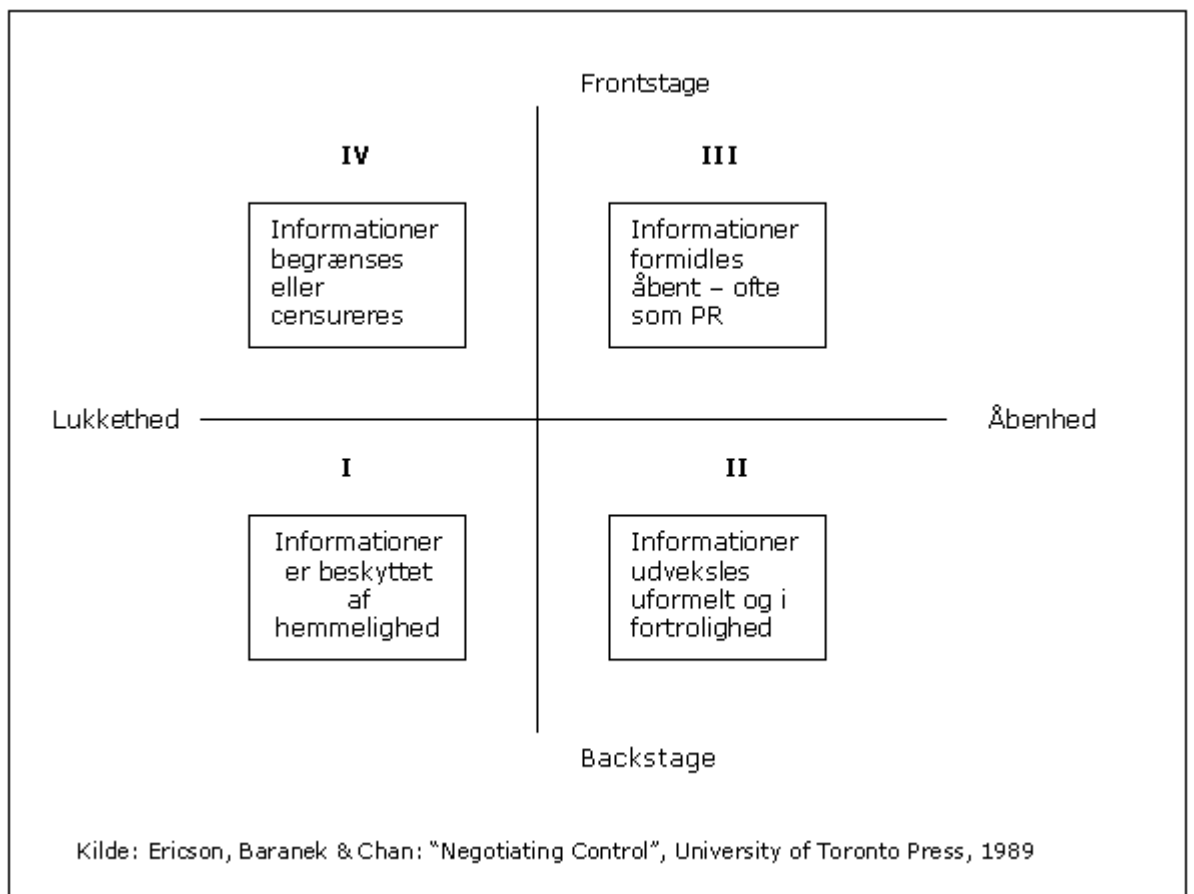 Frontstage
IV
III
Informationer
begrænses
eller
censureres
Informationer
formidles
åbent – ofte
som PR
Lukkethed
Åbenhed
I
II
Informationer
er beskyttet
af
hemmelighed
Informationer
udveksles
uformelt og i
fortrolighed
Backstage
Kilde: Ericson, Baranek & Chan: “Negotiating Control”, University of Toronto Press, 1989